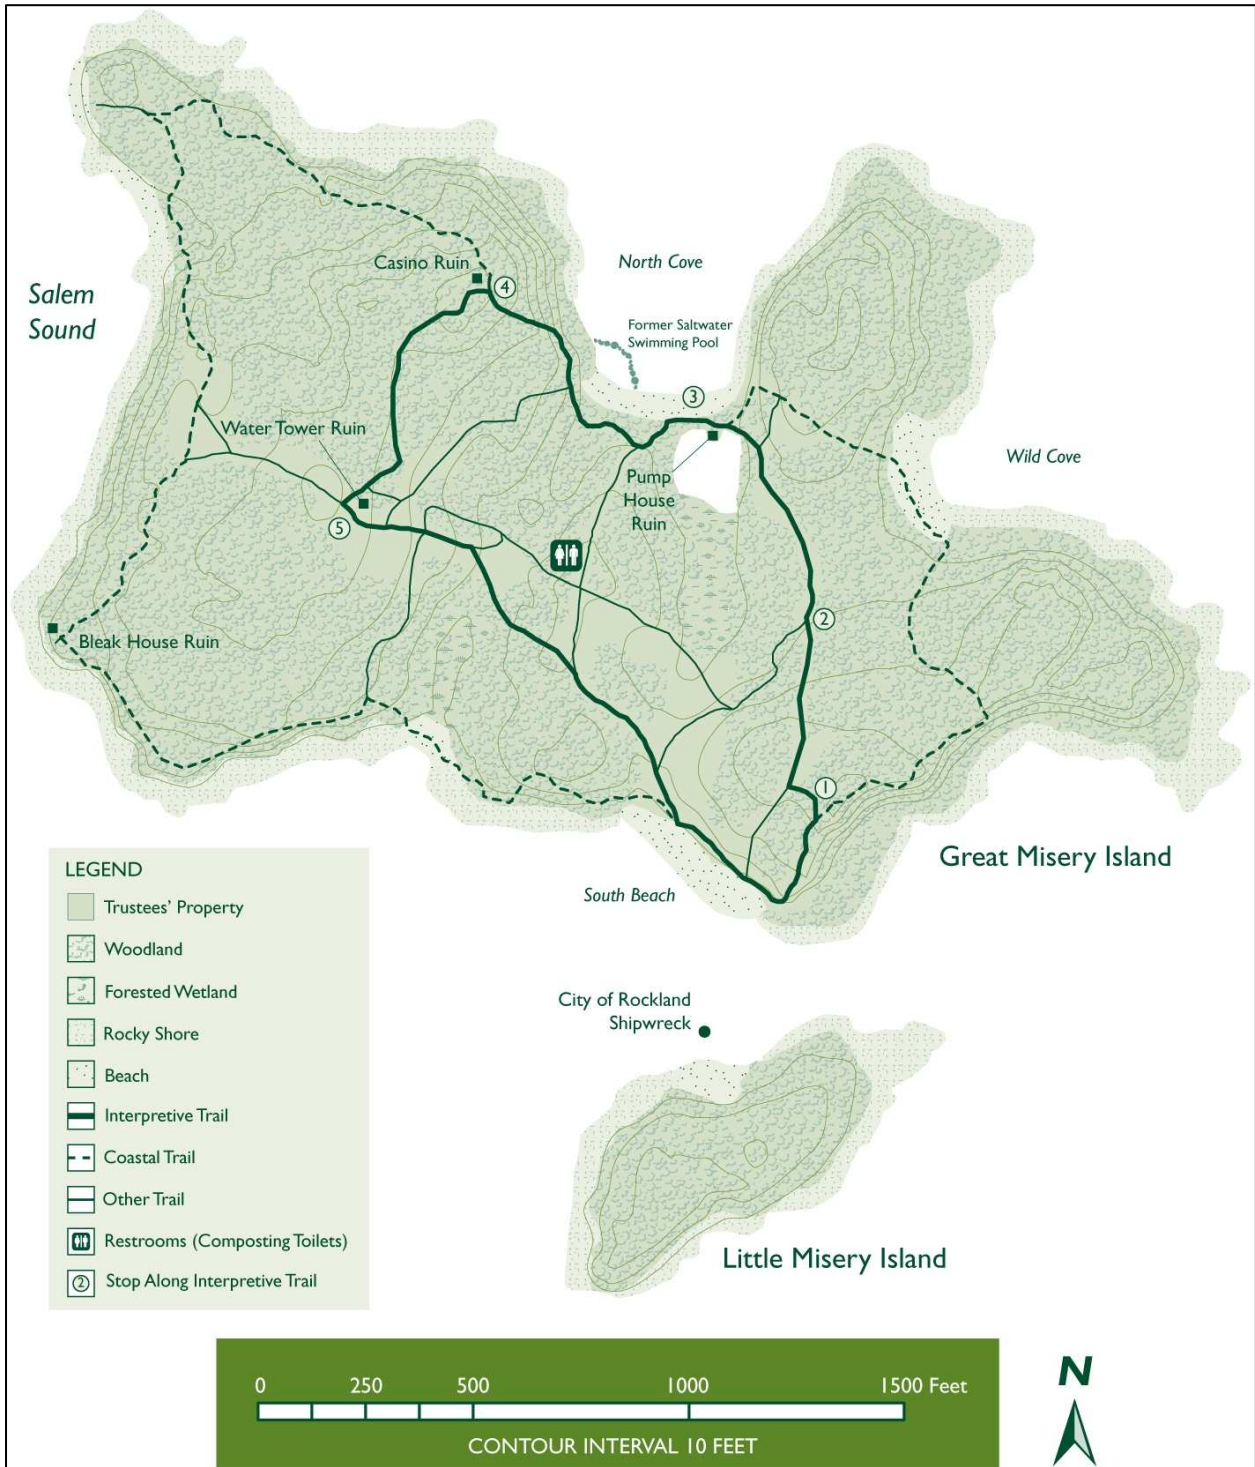 Casino Ruin
4
North Cove
Salem
Sound
Former Saltwater
Swimming Pool
3
Water Tower Ruin
Wild Cove
Pump
House
Ruin
5
2
Bleak House Ruin
1
Great Misery Island
South Beach
LEGEND
Trustees' Property
Woodland
Forested Wetland
Rocky Shore
Beach
Interpretive Trail
Coastal Trail
Other Trail
Restrooms (Composting Toilets)
2 Stop Along Interpretive Trail
City of Rockland
Shipwreck
Little Misery Island
0 250 500 1000 1500 Feet
CONTOUR INTERVAL 10 FEET
N